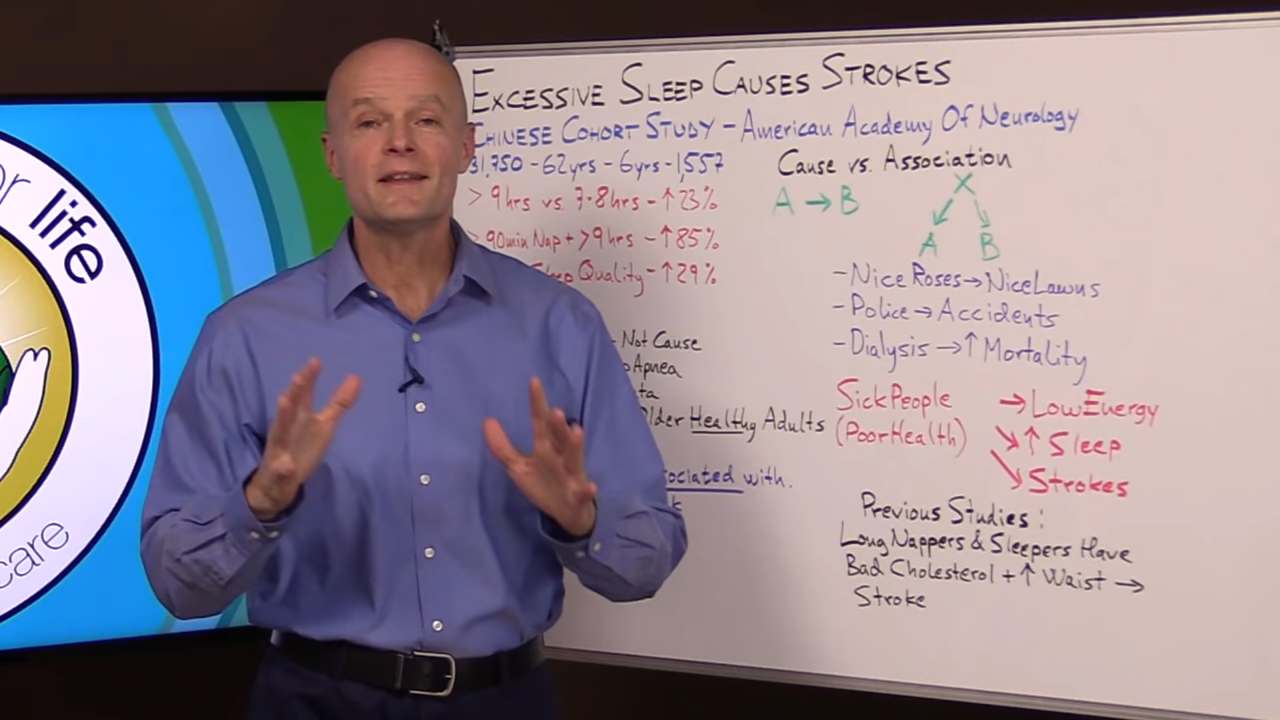 EXCESSIVE SLEEP CAUSES STROKES
CHINESE COHORT STUDY - American Academy Of Neurology
31,750 - 62yrs - 6yrs - 1,557
> 9hrs vs. 7-8hrs - ↑ 23%
> 90min Nap + >9hrs - ↑ 85%
Quality - ↑ 29%
Not Cause
Apnea
Healthy Adults
with.
Cause vs. Association
A → B
X
A B
- Nice Roses → Nice Lawns
- Police → Accidents
- Dialysis → ↑ Mortality
Sick People → Low Energy
(Poor Health) ↑ Sleep
Strokes
Previous Studies:
Long Nappers & Sleepers Have
Bad Cholesterol + ↑ Waist →
Stroke
life
care